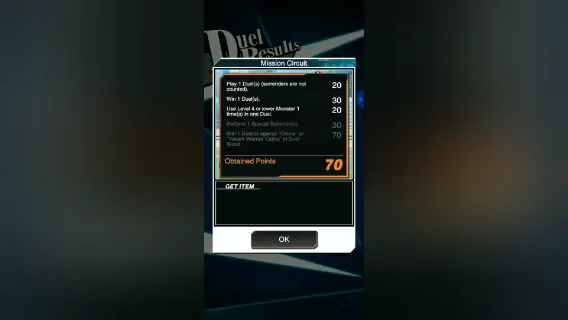 Duel
Results
Mission Circuit
Play 1 Duel(s) (surrenders are not
counted).
20
Win 1 Duel(s).
30
Use Level 4 or lower Monster 1
time(s) in one Duel.
20
Perform 1 Special Summon(s).
30
Win 1 Duel(s) against
or
"Valiant Warrior
in Duel
World
70
Obtained Points
70
GET ITEM
OK